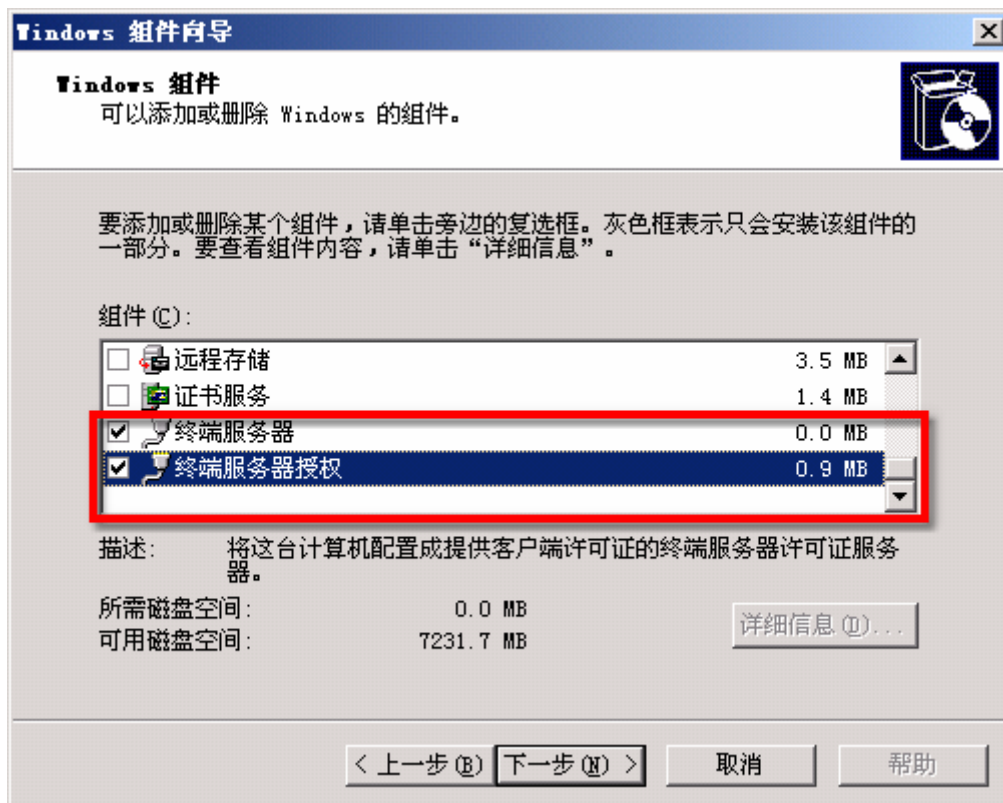 Windows 组件向导
Windows 组件
可以添加或删除 Windows 的组件。
要添加或删除某个组件，请单击旁边的复选框。灰色框表示只会安装该组件的
一部分。要查看组件内容，请单击“详细信息”。
组件(C):
远程存储 3.5 MB
证书服务 1.4 MB
终端服务器 0.0 MB
终端服务器授权 0.9 MB
描述: 将这台计算机配置成提供客户端许可证的终端服务器许可证服务
器。
所需磁盘空间: 0.0 MB
可用磁盘空间: 7231.7 MB
详细信息(D)...
< 上一步(B) 下一步(N) > 取消 帮助